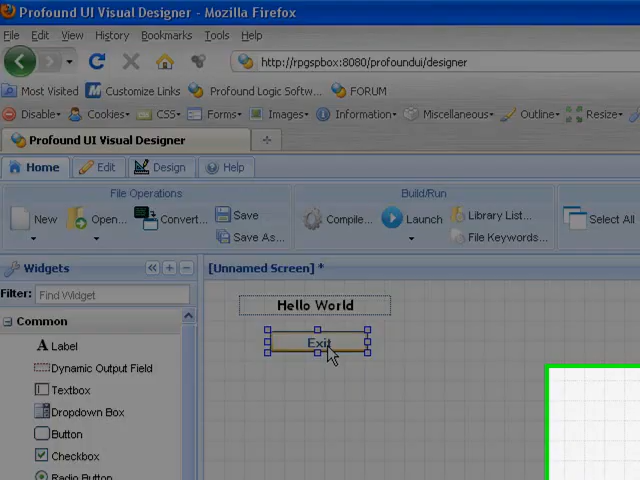 Profound UI Visual Designer - Mozilla Firefox
File Edit View History Bookmarks Tools Help
http://rpgspbox:8080/profoundui/designer
Most Visited Customize Links Profound Logic Softw... FORUM
Disable Cookies CSS Forms Images Information Miscellaneous Outline Resize
Profound UI Visual Designer
Home Edit Design Help
File Operations Build/Run
New Open... Convert... Save Save As... Compile... Launch Library List... File Keywords... Select All
Widgets [Unnamed Screen] *
Filter: Find Widget
Hello World
Common
Exit
Label
Dynamic Output Field
Textbox
Dropdown Box
Button
Checkbox
Radio Button